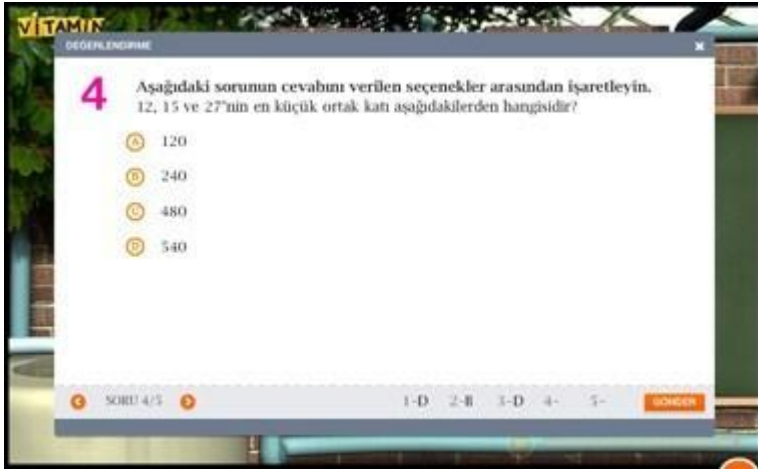 VİTAMIN
DEĞERLENDİRME
4
Aşağıdaki sorunun cevabını verilen seçenekler arasından işaretleyin.
12, 15 ve 27'nin en küçük ortak katı aşağıdakilerden hangisidir?
A 120
B 240
C 480
D 540
SORU 4/5 1-D 2-B 3-D 4- 5- GÖNDER